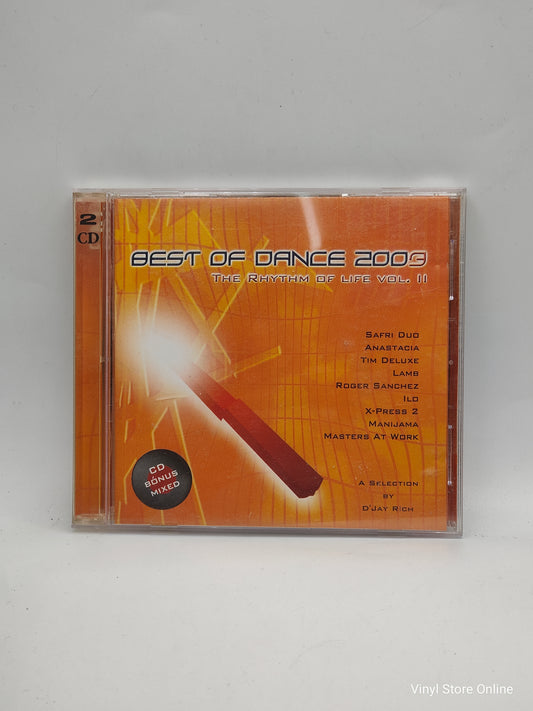 2
CD
BEST OF DANCE 2003
THE RHYTHM OF LIFE VOL. II
SAFRI DUO
ANASTACIA
TIM DELUXE
LAMB
ROGER SANCHEZ
ILO
X-PRESS 2
MANIJAMA
MASTERS AT WORK
CD
BONUS
MIXED
A SELECTION
BY
D'JAY RICH
Vinyl Store Online